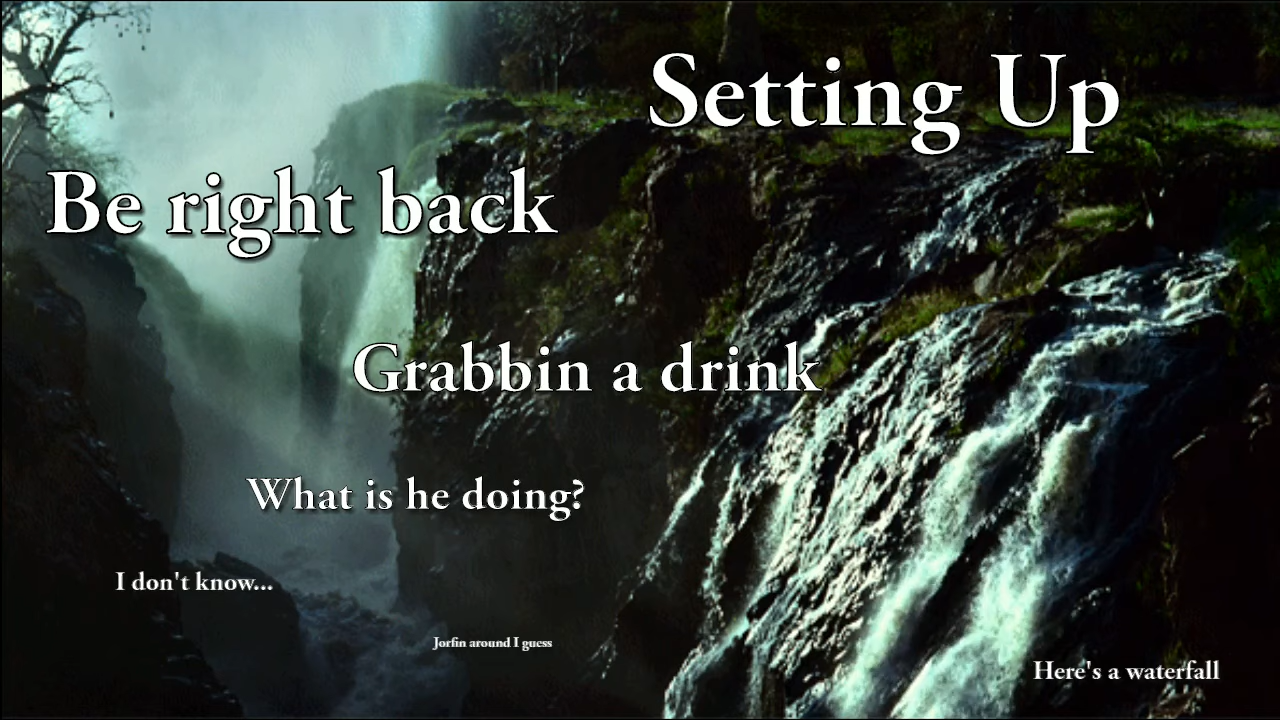 Setting Up
Be right back
Grabbin a drink
What is he doing?
I don't know...
Jorfin around I guess
Here's a waterfall